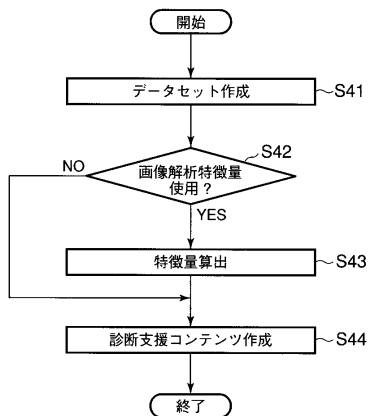 開始
データセット作成
S41
S42
画像解析特徴量
使用？
NO
YES
特徴量算出
S43
診断支援コンテンツ作成
S44
終了